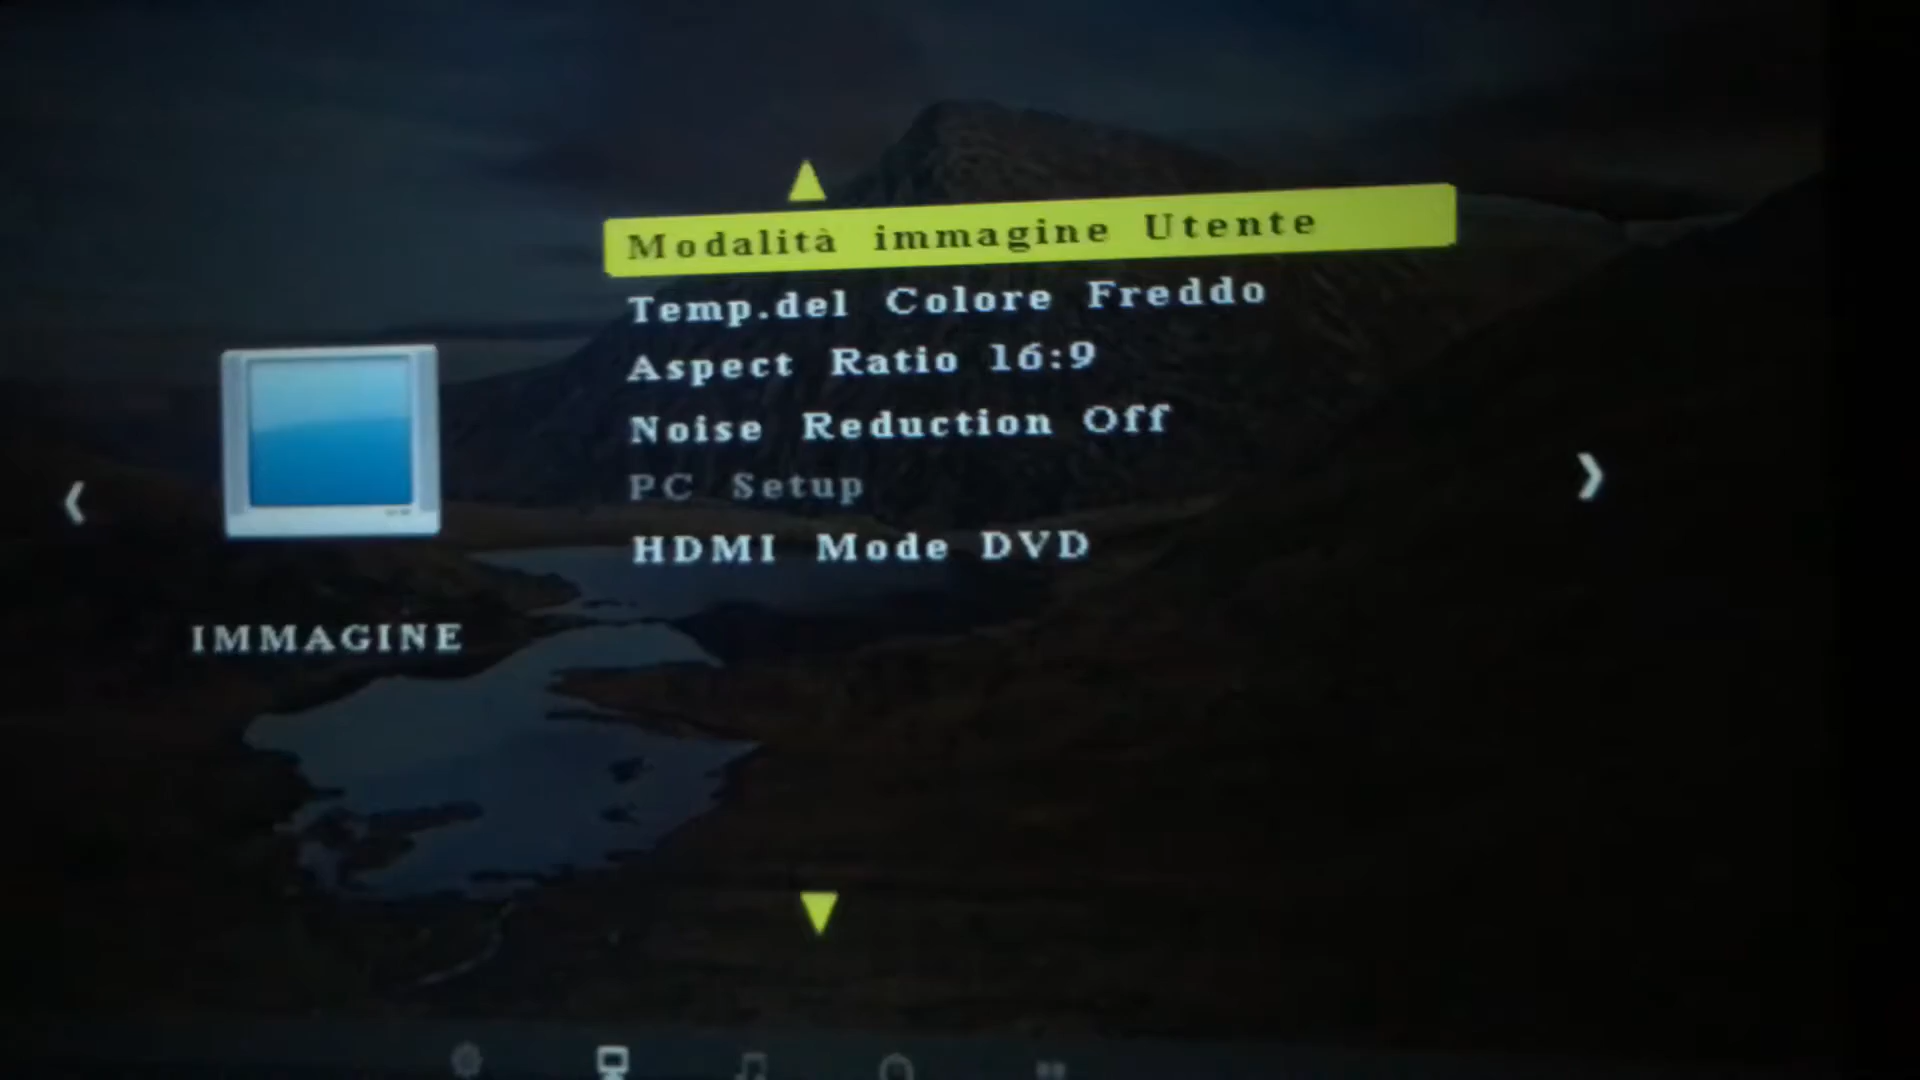 Modalità immagine Utente
Temp.del Colore Freddo
Aspect Ratio 16:9
Noise Reduction Off
PC Setup
HDMI Mode DVD
IMMAGINE